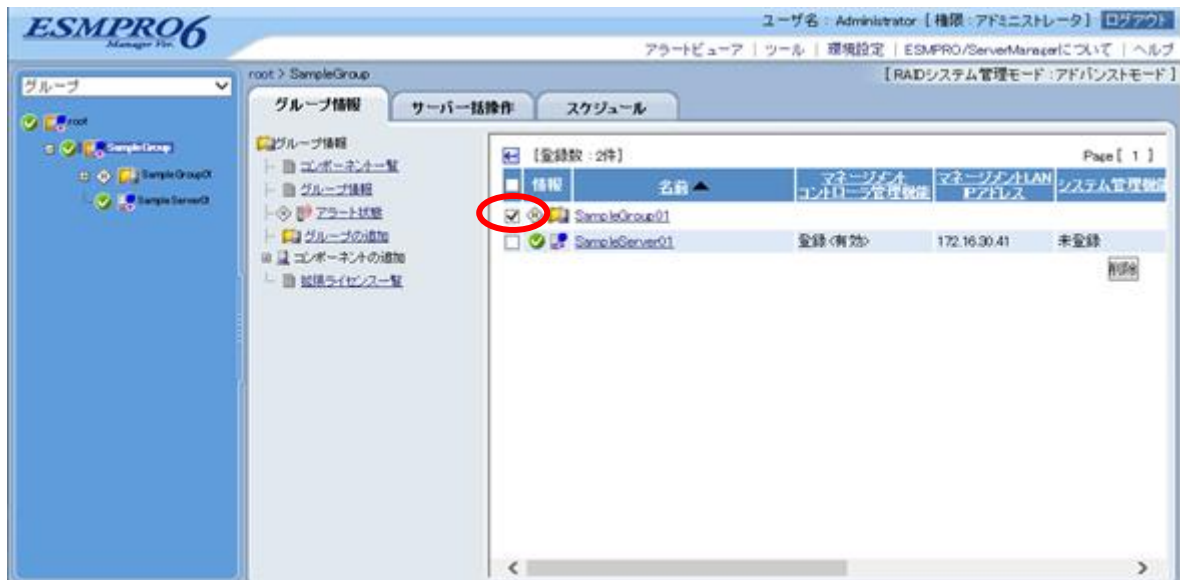 ESMPRO6
Manager Ver.
ユーザ名 : Administrator [ 権限 : アドミニストレータ ] ログアウト
アラートビューア | ツール | 環境設定 | ESMPRO/ServerManagerについて | ヘルプ
グループ
root > SampleGroup
[ RAIDシステム管理モード : アドバンストモード ]
グループ情報 サーバー括操作 スケジュール
root
SampleGroup
SampleGroup01
SampleServer01
グループ情報
コンポーネント一覧
グループ情報
アラート状態
グループの追加
コンポーネントの追加
拡張ライセンス一覧
[登録数 : 2件] Page [ 1 ]
情報 名前▲ マネージメントコントローラ管理機能 マネージメントLAN IPアドレス システム管理機能
SampleGroup01
SampleServer01 登録<有効> 172.16.30.41 未登録
削除